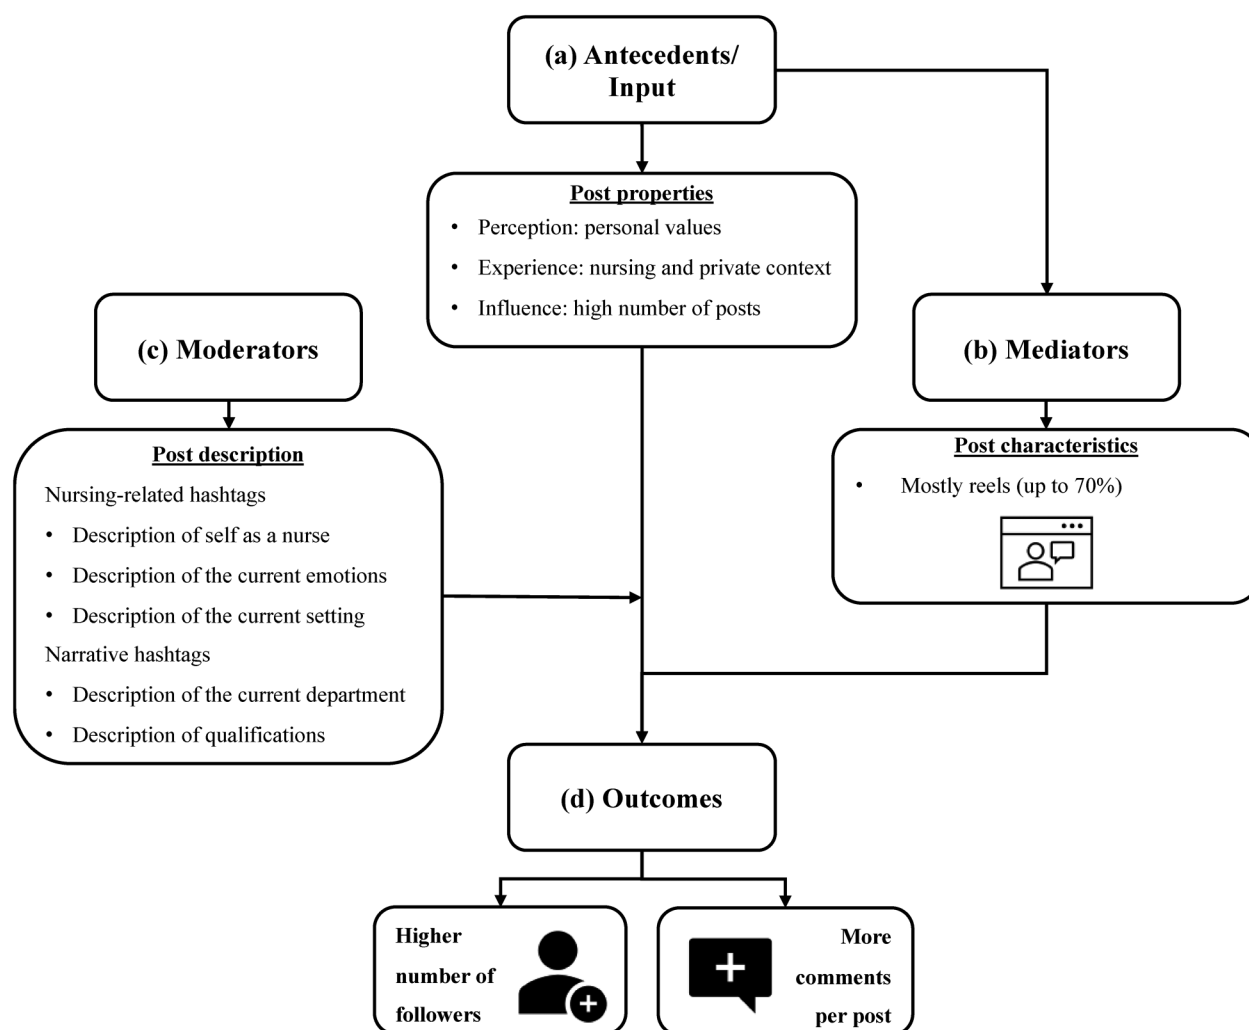 (a) Antecedents/
Input
Post properties
• Perception: personal values
• Experience: nursing and private context
• Influence: high number of posts
(c) Moderators
(b) Mediators
Post description
Nursing-related hashtags
• Description of self as a nurse
• Description of the current emotions
• Description of the current setting
Narrative hashtags
• Description of the current department
• Description of qualifications
Post characteristics
• Mostly reels (up to 70%)
(d) Outcomes
Higher
number of
followers
More
comments
per post